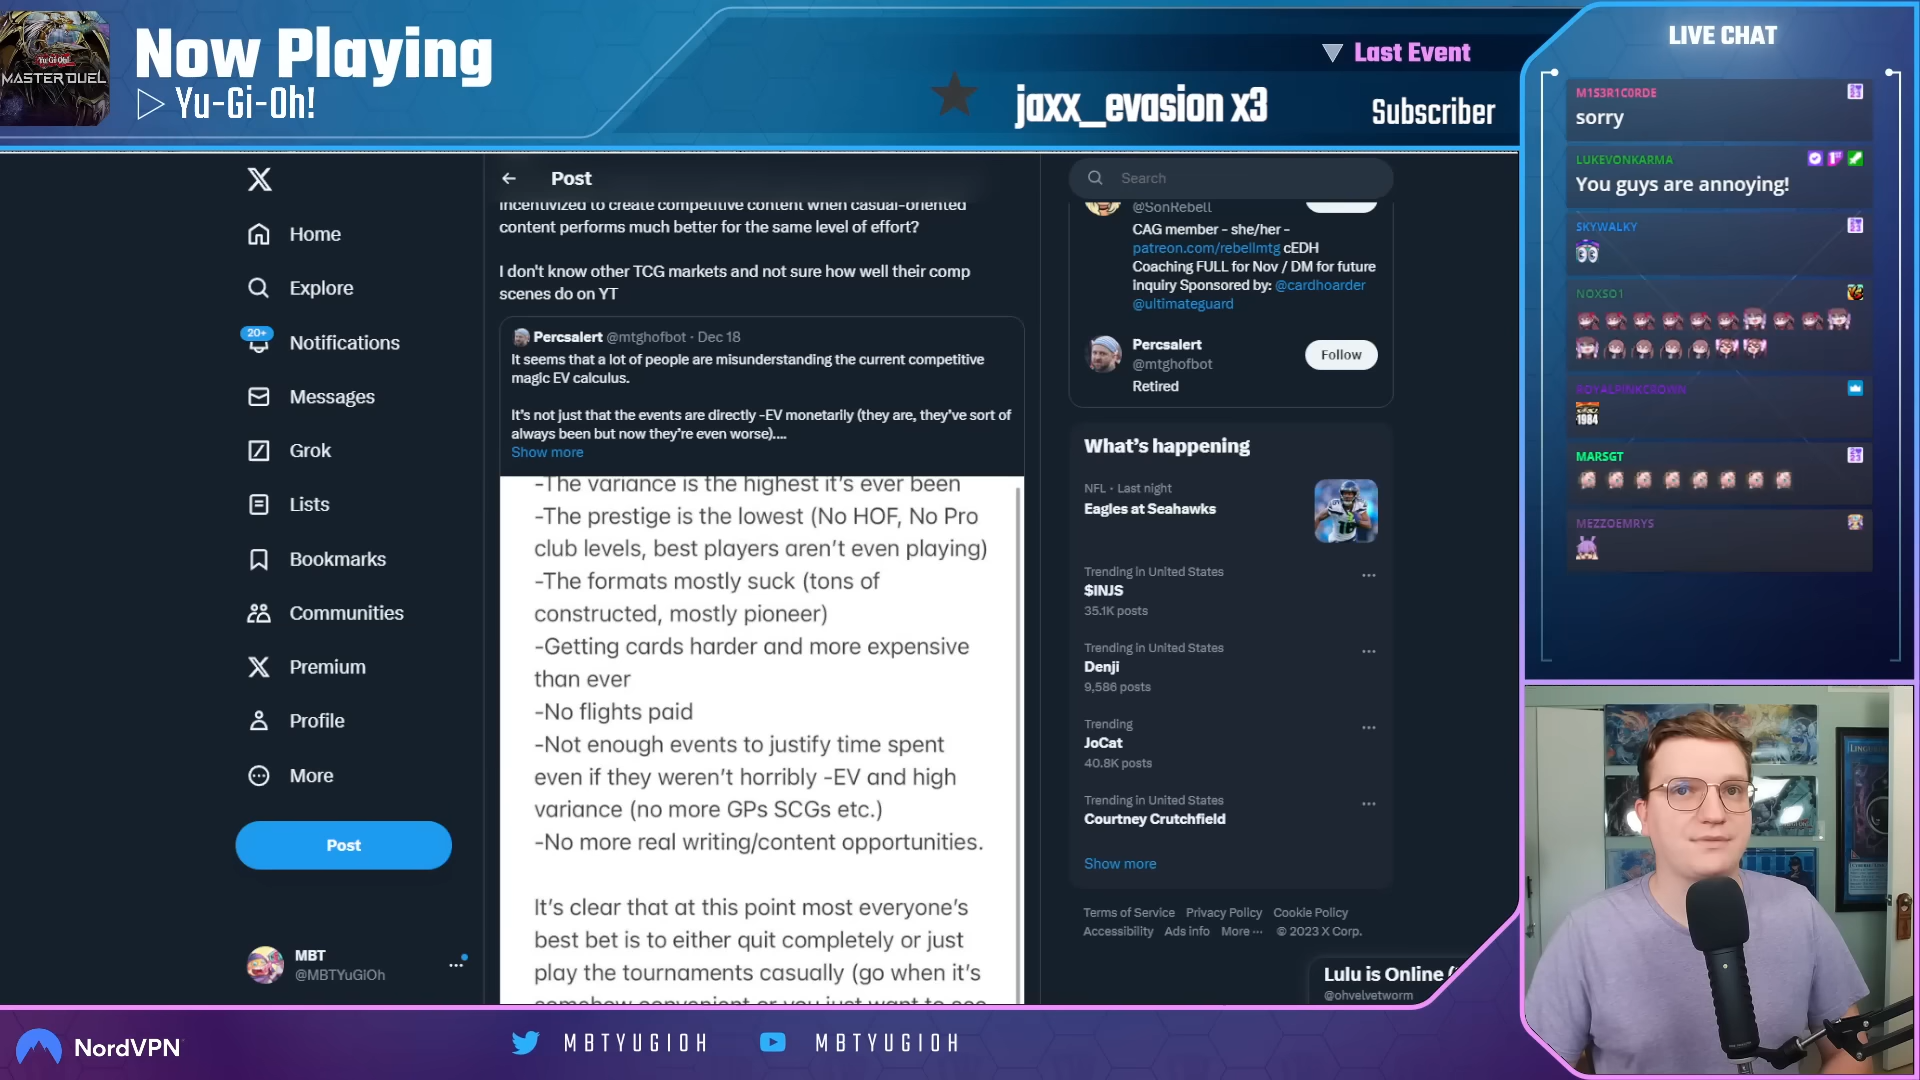 Now Playing
Yu-Gi-Oh!
Yu-Gi-Oh!
MASTER DUEL
Last Event
jaxx_evasion x3
Subscriber
LIVE CHAT
M1S3R1C0RDE
sorry
LUKEVONKARMA
You guys are annoying!
SKYWALKY
NOXSO1
ROYALPINKCROWN
1984
MARSGT
MEZZOEMRYS
Home
Explore
20+
Notifications
Messages
Grok
Lists
Bookmarks
Communities
Premium
Profile
More
Post
MBT
@MBTYuGiOh
Post
incentivized to create competitive content when casual-oriented
content performs much better for the same level of effort?
I don't know other TCG markets and not sure how well their comp
scenes do on YT
Percsalert @mtghofbot · Dec 18
It seems that a lot of people are misunderstanding the current competitive
magic EV calculus.
It's not just that the events are directly -EV monetarily (they are, they've sort of
always been but now they're even worse)....
Show more
-The variance is the highest it's ever been
-The prestige is the lowest (No HOF, No Pro
club levels, best players aren't even playing)
-The formats mostly suck (tons of
constructed, mostly pioneer)
-Getting cards harder and more expensive
than ever
-No flights paid
-Not enough events to justify time spent
even if they weren't horribly -EV and high
variance (no more GPs SCGs etc.)
-No more real writing/content opportunities.
It's clear that at this point most everyone's
best bet is to either quit completely or just
play the tournaments casually (go when it's
somehow convenient or you just want to see
Search
@SonRebell
CAG member - she/her -
patreon.com/rebellmtg cEDH
Coaching FULL for Nov / DM for future
inquiry Sponsored by: @cardhoarder
@ultimateguard
Percsalert
@mtghofbot
Follow
Retired
What's happening
NFL · Last night
Eagles at Seahawks
Trending in United States
$INJS
35.1K posts
Trending in United States
Denji
9,586 posts
Trending
JoCat
40.8K posts
Trending in United States
Courtney Crutchfield
Show more
Terms of Service Privacy Policy Cookie Policy
Accessibility Ads info More ··· © 2023 X Corp.
Lulu is Online (
@ohvelvetworm
NordVPN
MBTYUGIOH
MBTYUGIOH